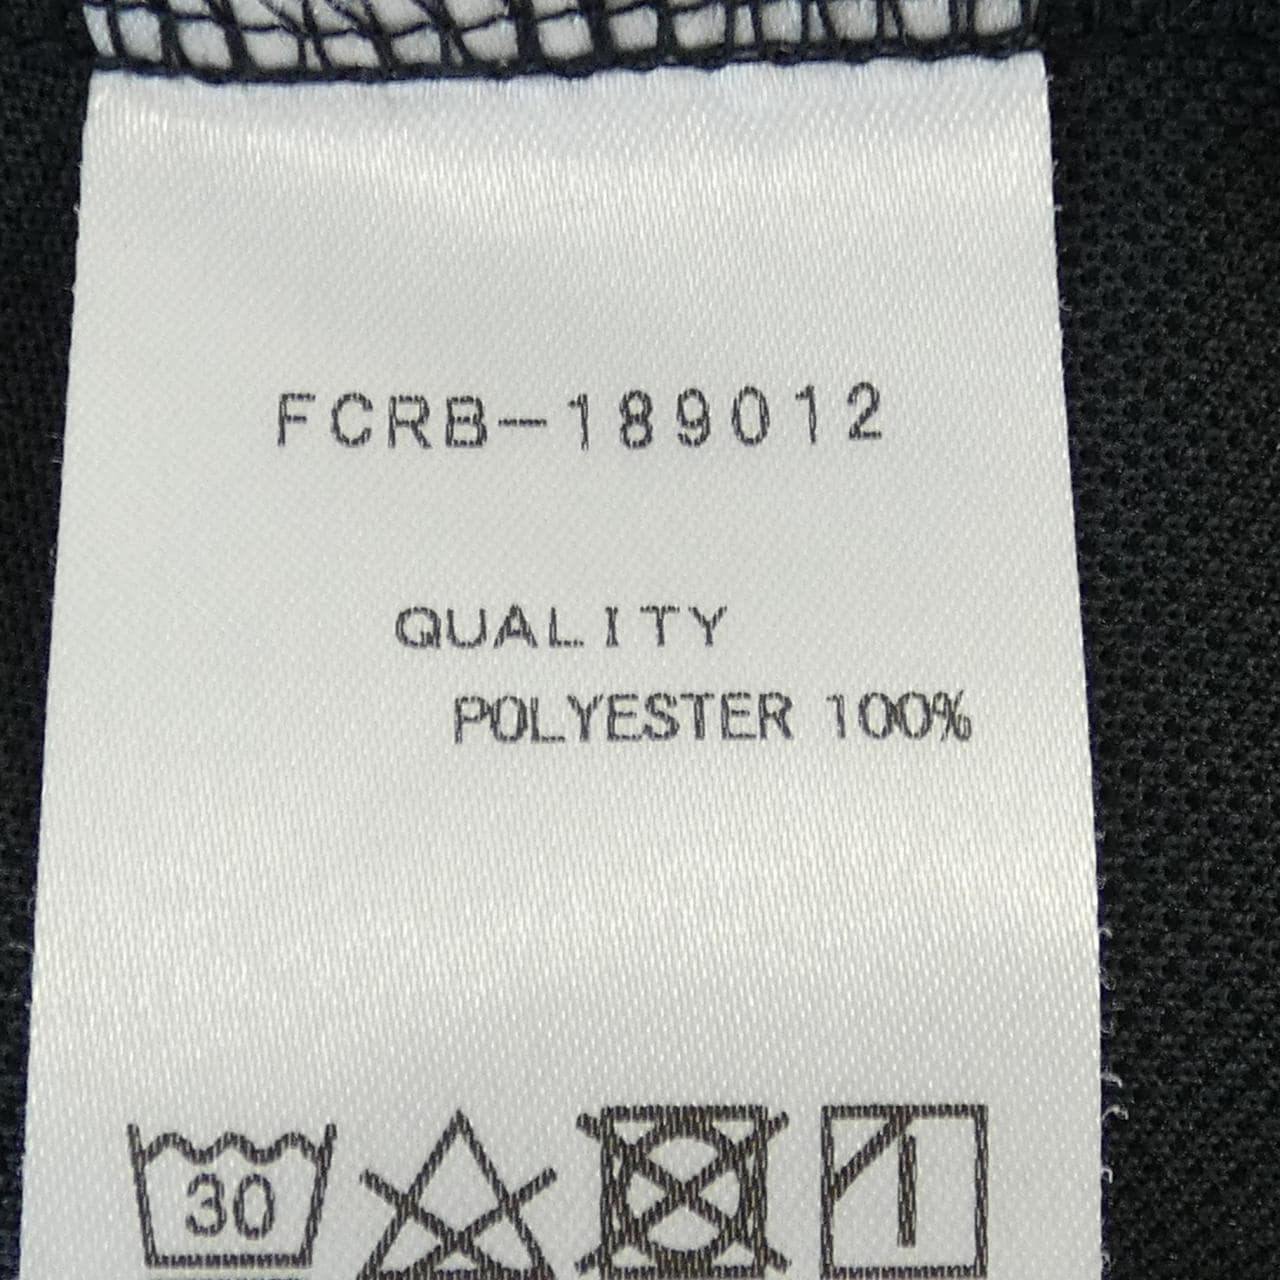 FCRB-189012
QUALITY
POLYESTER 100%
30